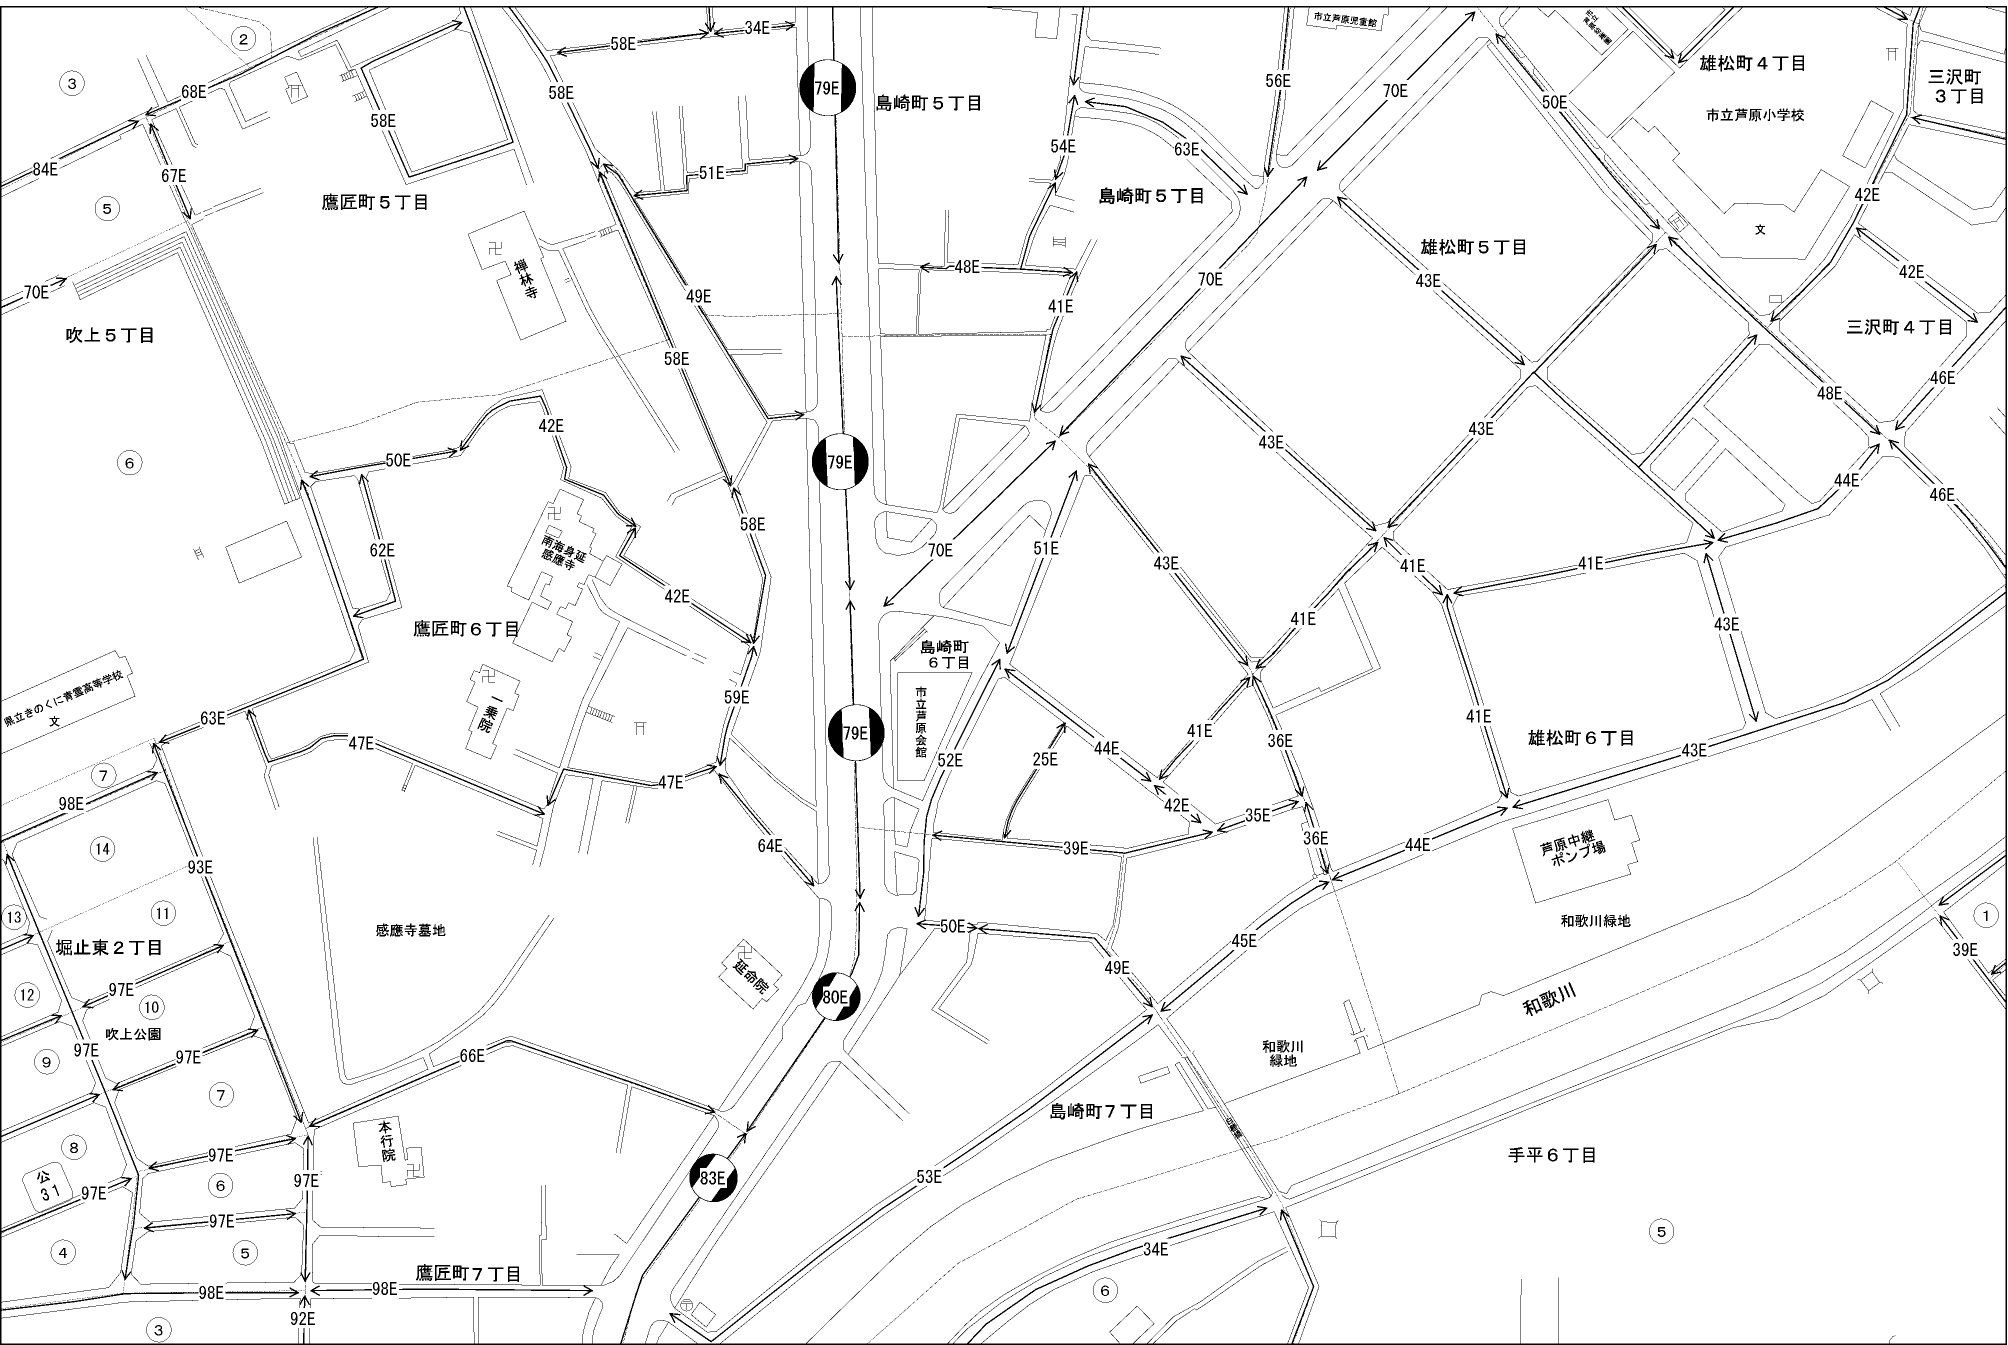 ②
34E
58E
市立芦原児童館
③
68E
58E
58E
79E
島崎町５丁目
56E
70E
50E
雄松町４丁目
三沢町
３丁目
市立芦原小学校
84E
67E
51E
54E
63E
⑤
鷹匠町５丁目
島崎町５丁目
42E
文
70E
吹上５丁目
禅林寺
49E
48E
41E
70E
雄松町５丁目
43E
42E
三沢町４丁目
58E
46E
48E
⑥
50E
42E
79E
43E
43E
44E
46E
58E
62E
南海身延
感應寺
70E
51E
43E
41E
41E
42E
41E
43E
鷹匠町６丁目
島崎町
６丁目
県立きのくに青雲高等学校
文
一乗院
59E
市立芦原会館
63E
47E
79E
52E
25E
44E
41E
36E
41E
雄松町６丁目
43E
⑦
98E
47E
42E
35E
⑭
93E
64E
39E
36E
44E
芦原中継
ポンプ場
⑬
⑪
堀止東２丁目
感應寺墓地
50E
45E
和歌川緑地
①
39E
延命院
49E
⑫
97E
⑩
80E
和歌川
吹上公園
⑨
97E
97E
66E
和歌川
緑地
⑦
島崎町７丁目
⑧
本行院
97E
手平６丁目
公
31
97E
⑥
97E
83E
53E
97E
④
⑤
34E
⑤
鷹匠町７丁目
98E
98E
⑥
92E
③